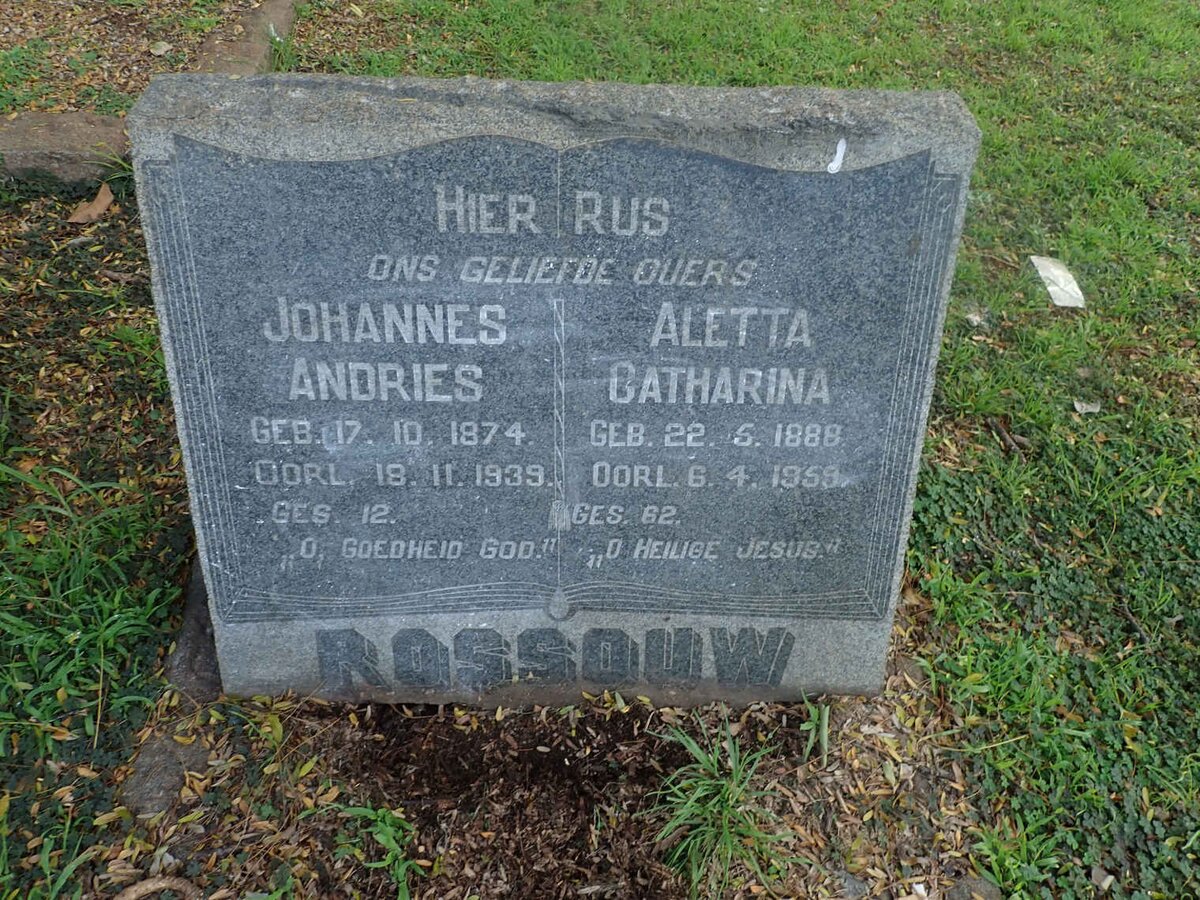 HIER RUS
ONS GELIEFDE OUERS
JOHANNES
ANDRIES
GEB. 17. 10. 1874.
OORL. 18. 11. 1939.
GES. 12.
„O, GOEDHEID GOD."
ALETTA
CATHARINA
GEB. 22. 5. 1888
OORL. 6. 4.
GES. 62.
„O HEILIGE JESUS."
ROSSOUW